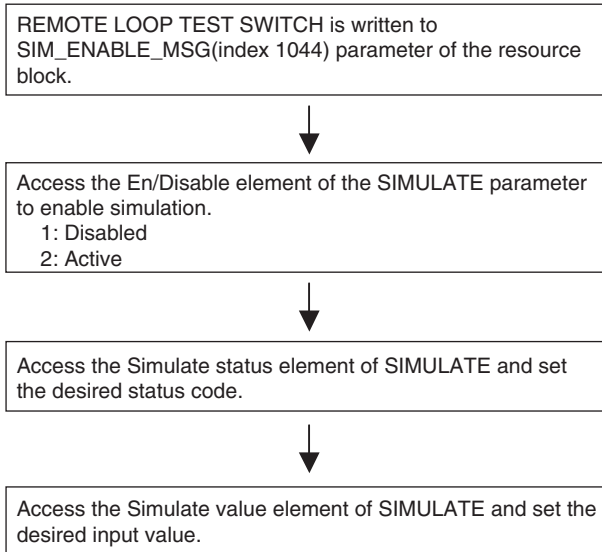 REMOTE LOOP TEST SWITCH is written to
SIM_ENABLE_MSG(index 1044) parameter of the resource
block.
Access the En/Disable element of the SIMULATE parameter
to enable simulation.
1: Disabled
2: Active
Access the Simulate status element of SIMULATE and set
the desired status code.
Access the Simulate value element of SIMULATE and set the
desired input value.